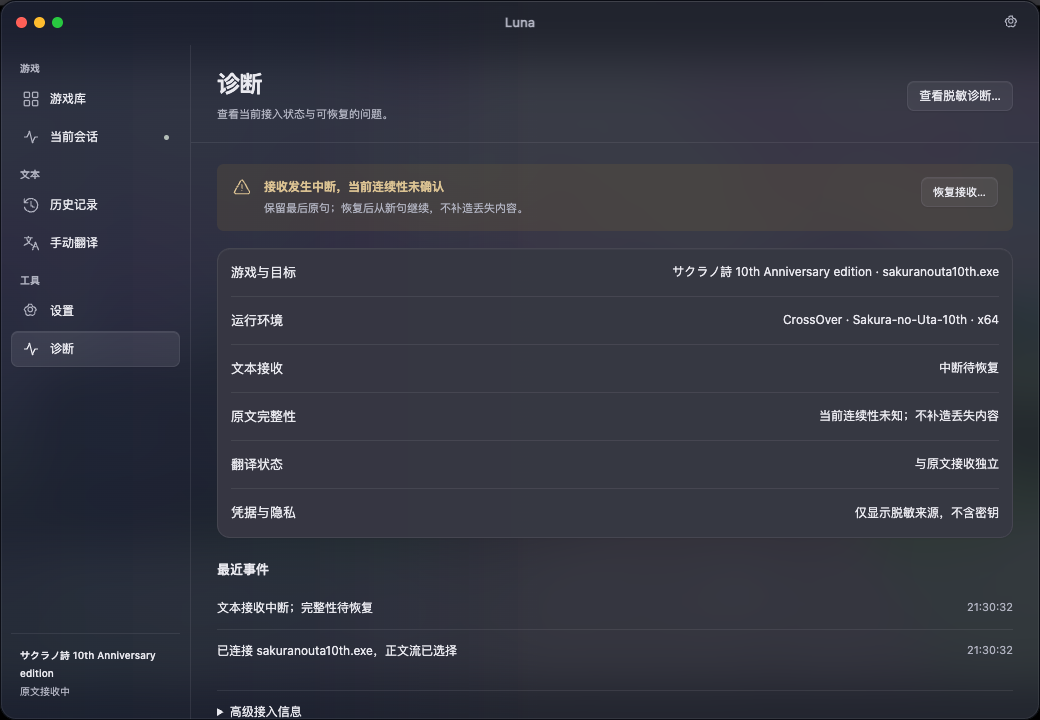 Luna
游戏
游戏库
当前会话
文本
历史记录
手动翻译
工具
设置
诊断
サクラノ詩 10th Anniversary
edition
原文接收中
诊断
查看当前接入状态与可恢复的问题。
查看脱敏诊断...
接收发生中断，当前连续性未确认
保留最后原句；恢复后从新句继续，不补造丢失内容。
恢复接收...
游戏与目标 サクラノ詩 10th Anniversary edition · sakuranouta10th.exe
运行环境 CrossOver · Sakura-no-Uta-10th · x64
文本接收 中断待恢复
原文完整性 当前连续性未知；不补造丢失内容
翻译状态 与原文接收独立
凭据与隐私 仅显示脱敏来源，不含密钥
最近事件
文本接收中断；完整性待恢复 21:30:32
已连接 sakuranouta10th.exe，正文流已选择 21:30:32
高级接入信息